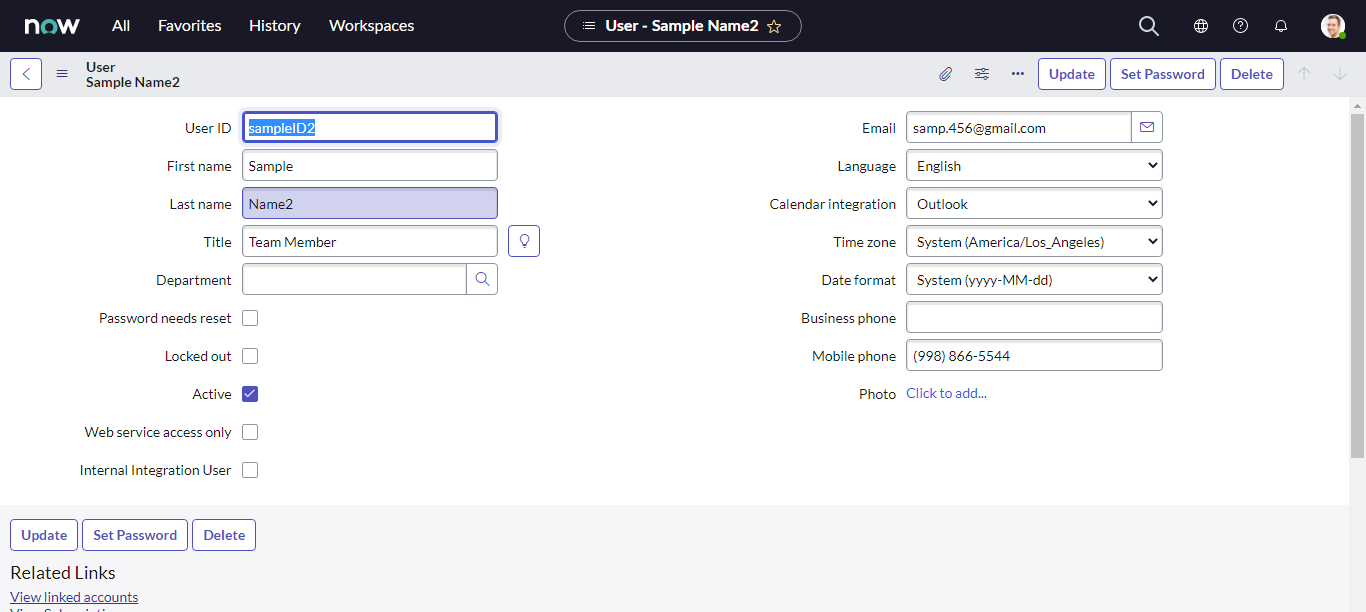 now All Favorites History Workspaces User - Sample Name2
User
Sample Name2
Update Set Password Delete
User ID sampleID2
First name Sample
Last name Name2
Title Team Member
Department
Password needs reset
Locked out
Active
Web service access only
Internal Integration User
Email samp.456@gmail.com
Language English
Calendar integration Outlook
Time zone System (America/Los_Angeles)
Date format System (yyyy-MM-dd)
Business phone
Mobile phone (998) 866-5544
Photo Click to add...
Update Set Password Delete
Related Links
View linked accounts